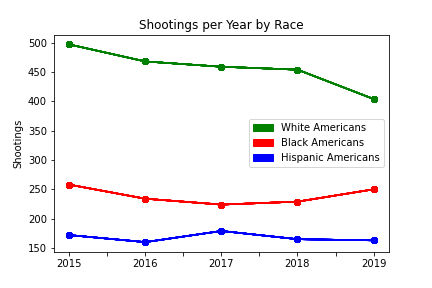 Shootings per Year by Race
500
450
400
350
300
250
200
150
Shootings
White Americans
Black Americans
Hispanic Americans
2015 2016 2017 2018 2019